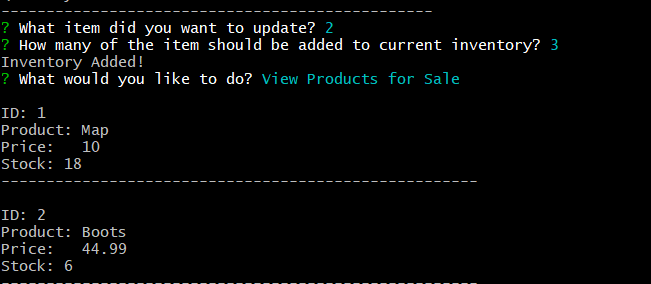 ------------------------------------------------
? What item did you want to update? 2
? How many of the item should be added to current inventory? 3
Inventory Added!
? What would you like to do? View Products for Sale
ID: 1
Product: Map
Price:   10
Stock: 18
-----------------------------------------------------
ID: 2
Product: Boots
Price:   44.99
Stock: 6
-----------------------------------------------------